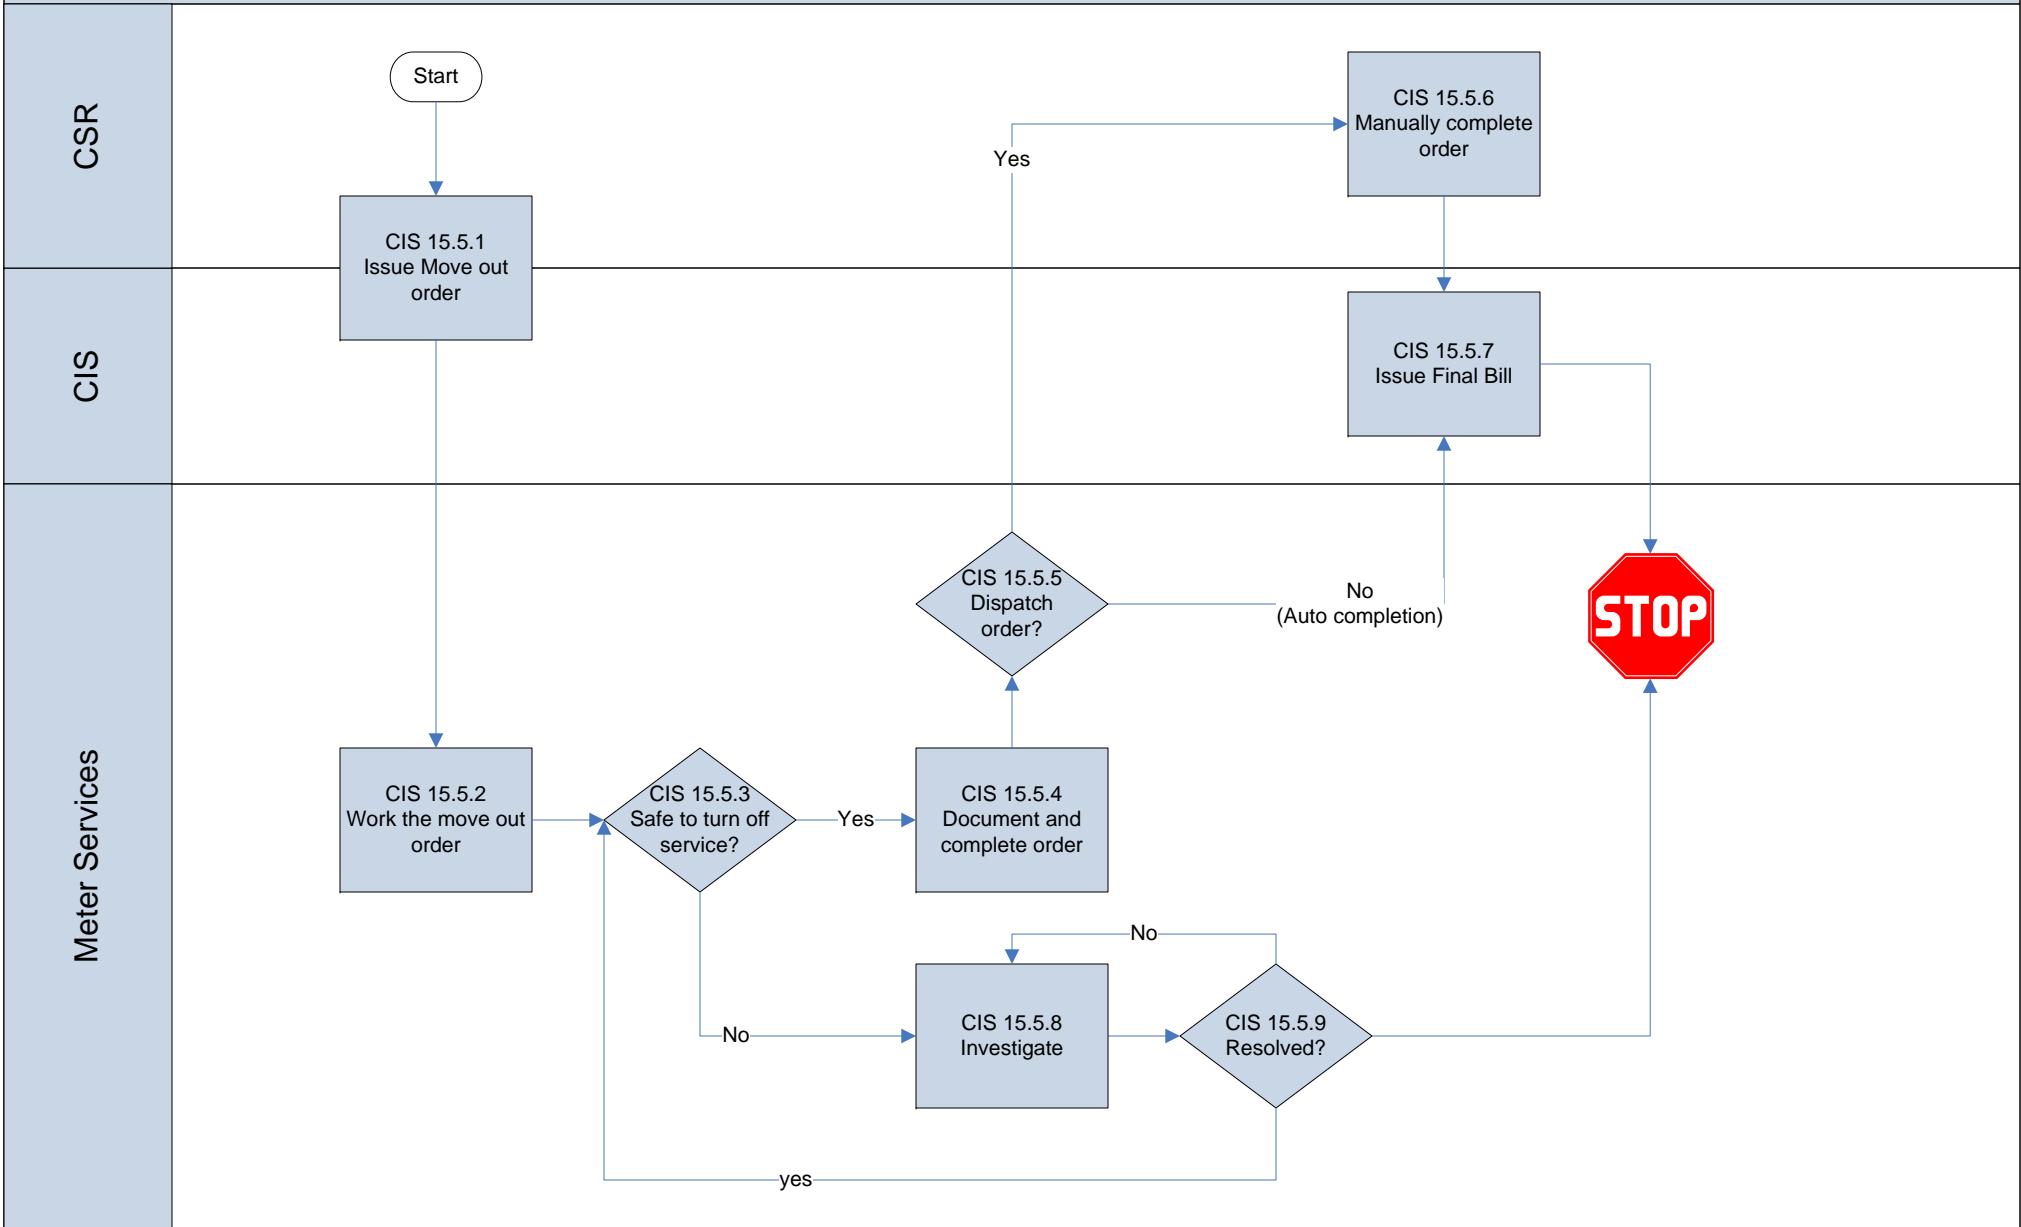 CSR
Start
CIS 15.5.1
Issue Move out
order
Yes
CIS 15.5.6
Manually complete
order
CIS
CIS 15.5.7
Issue Final Bill
Meter Services
CIS 15.5.5
Dispatch
order?
No
(Auto completion)
STOP
CIS 15.5.2
Work the move out
order
CIS 15.5.3
Safe to turn off
service?
Yes
CIS 15.5.4
Document and
complete order
No
No
CIS 15.5.8
Investigate
CIS 15.5.9
Resolved?
yes